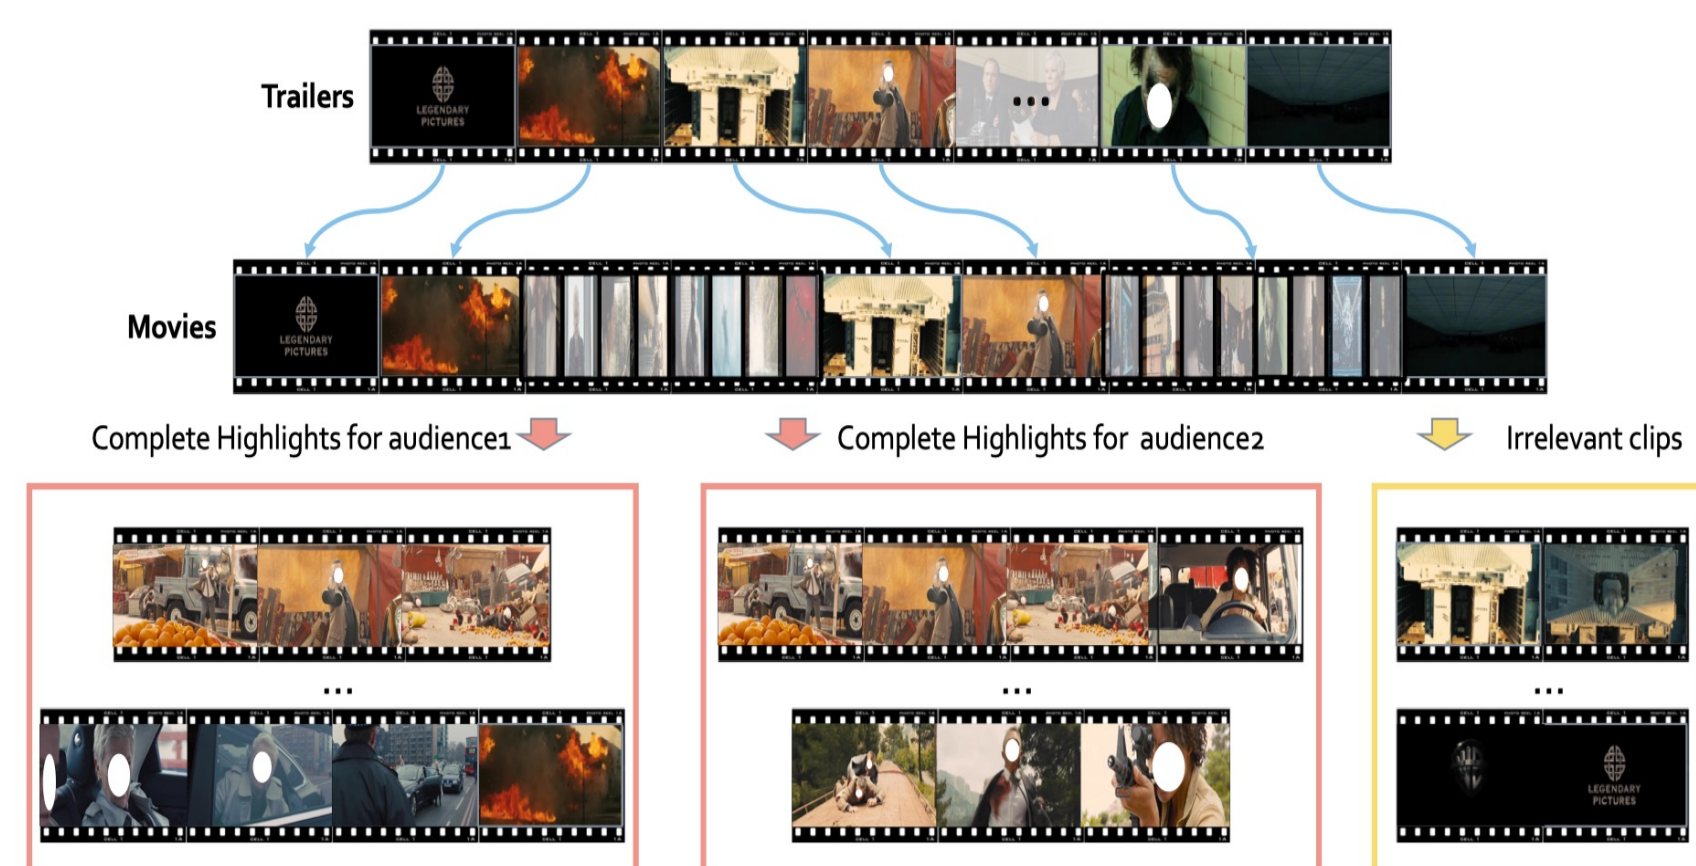 Trailers
LEGENDARY
PICTURES
...
Movies
LEGENDARY
PICTURES
Complete Highlights for audience1
Complete Highlights for audience2
Irrelevant clips
...
...
...
LEGENDARY
PICTURES